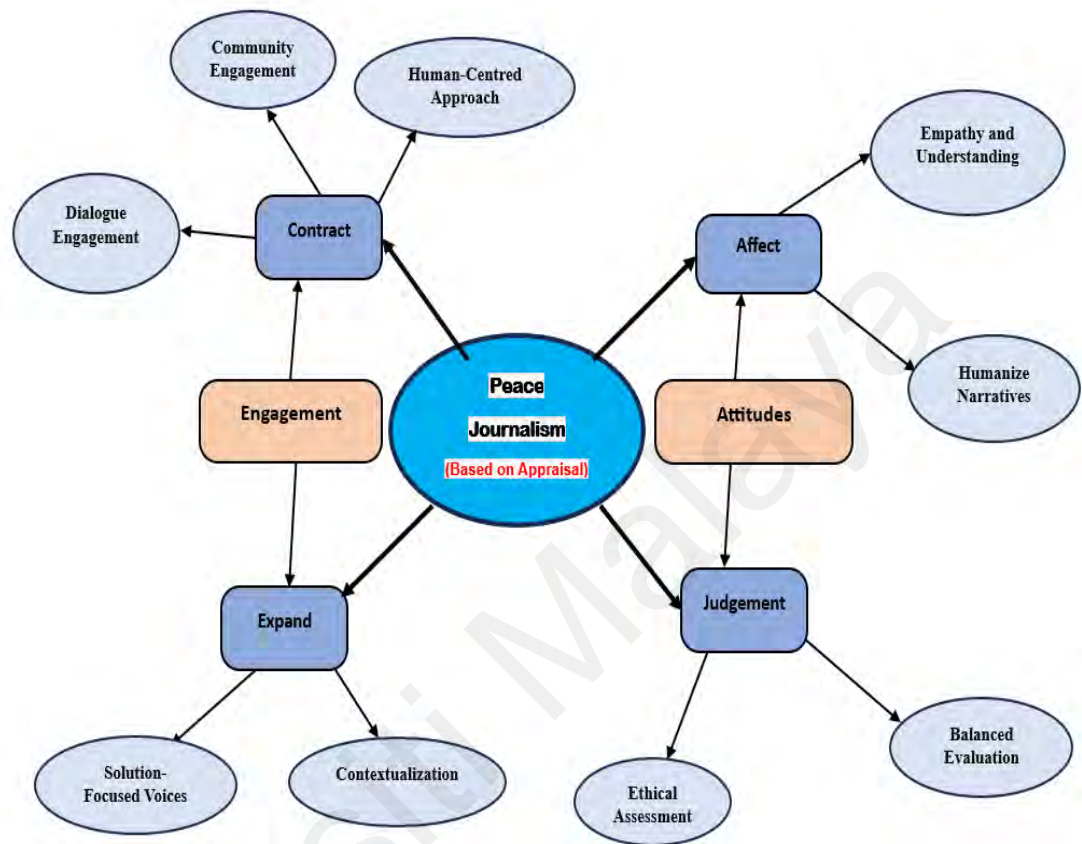 Community
Engagement
Human-Centred
Approach
Empathy and
Understanding
Dialogue
Engagement
Contract
Affect
Humanize
Narratives
Engagement
Peace
Journalism
(Based on Appraisal)
Attitudes
Expand
Judgement
Solution-
Focused Voices
Contextualization
Ethical
Assessment
Balanced
Evaluation
Malaya